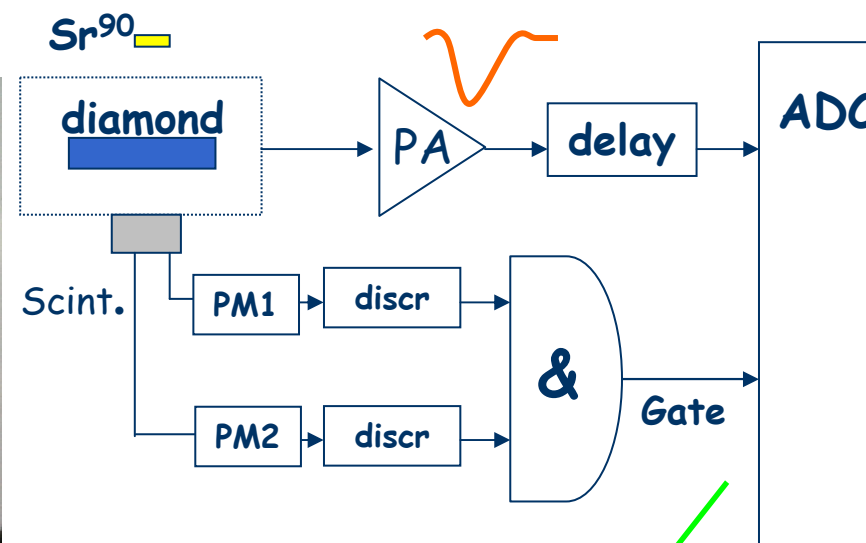 Sr⁹⁰
diamond
PA
delay
Scint.
PM1
discr
&
Gate
PM2
discr